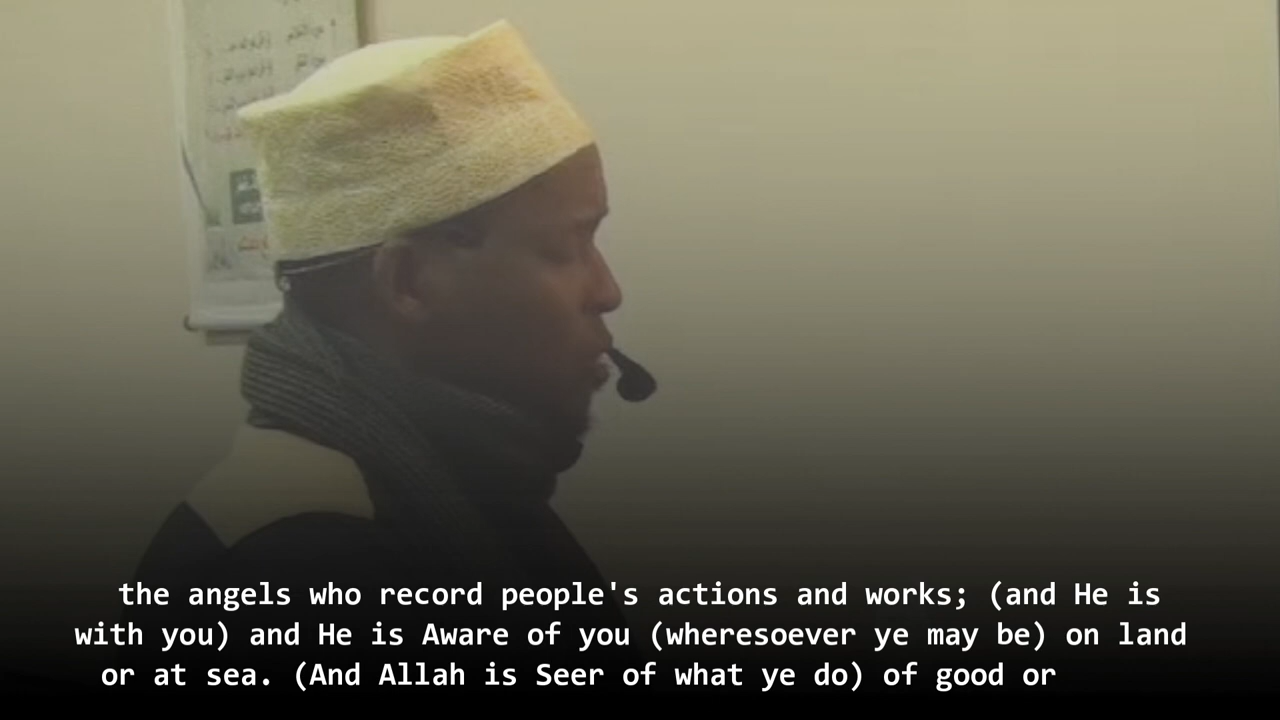 the angels who record people's actions and works; (and He is
with you) and He is Aware of you (wheresoever ye may be) on land
or at sea. (And Allah is Seer of what ye do) of good or